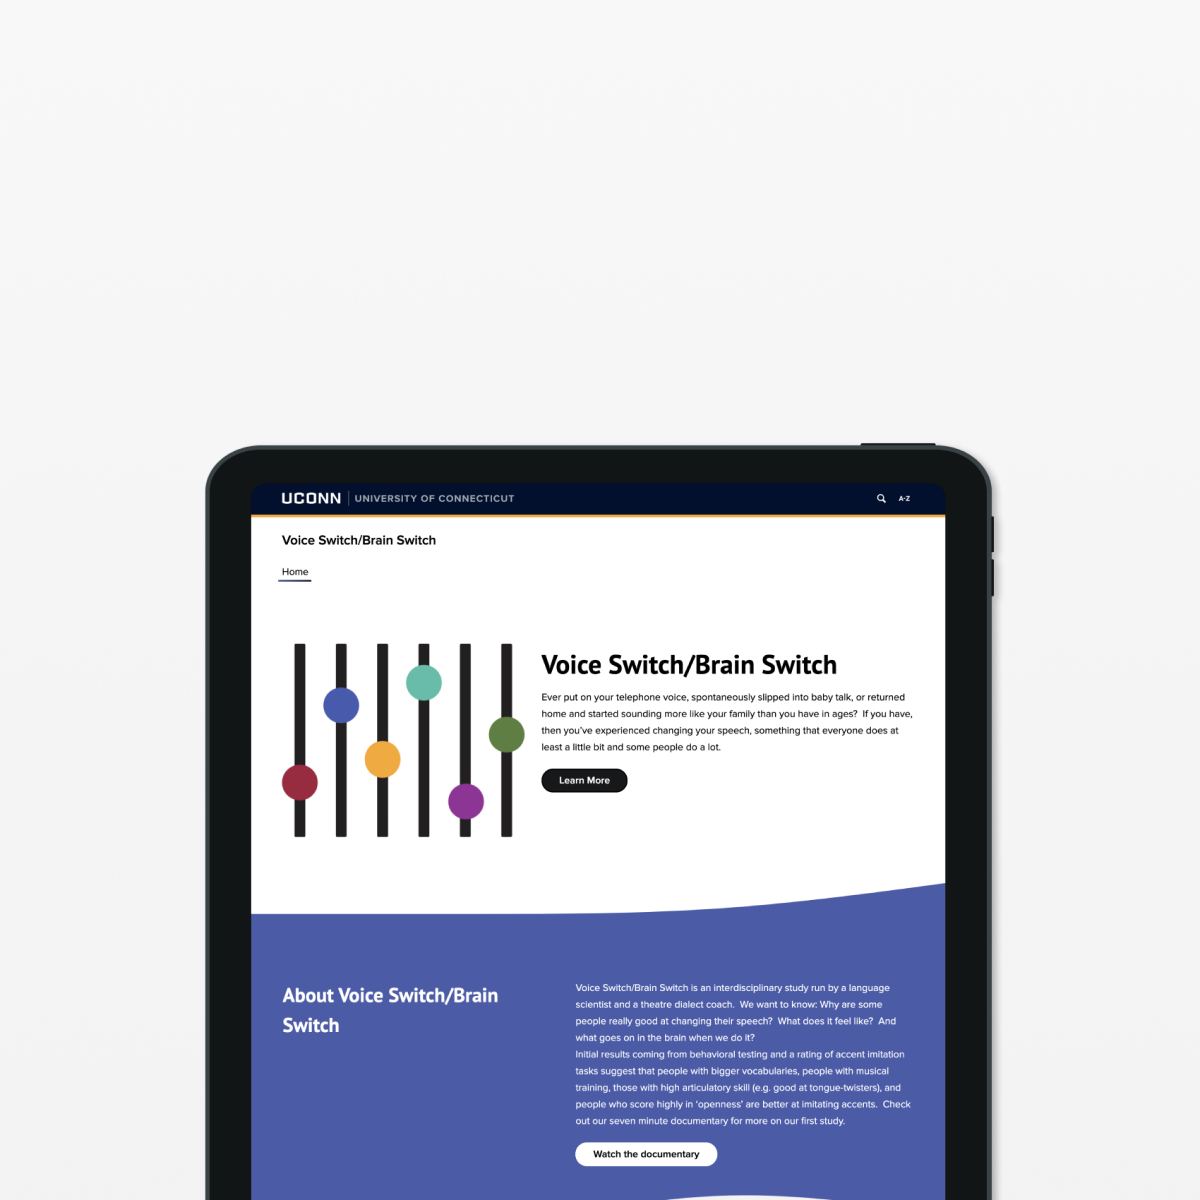 UCONN UNIVERSITY OF CONNECTICUT
A-Z
Voice Switch/Brain Switch
Home
Voice Switch/Brain Switch
Ever put on your telephone voice, spontaneously slipped into baby talk, or returned
home and started sounding more like your family than you have in ages?  If you have,
then you've experienced changing your speech, something that everyone does at
least a little bit and some people do a lot.
Learn More
About Voice Switch/Brain
Switch
Voice Switch/Brain Switch is an interdisciplinary study run by a language
scientist and a theatre dialect coach.  We want to know: Why are some
people really good at changing their speech?  What does it feel like?  And
what goes on in the brain when we do it?
Initial results coming from behavioral testing and a rating of accent imitation
tasks suggest that people with bigger vocabularies, people with musical
training, those with high articulatory skill (e.g. good at tongue-twisters), and
people who score highly in 'openness' are better at imitating accents.  Check
out our seven minute documentary for more on our first study.
Watch the documentary